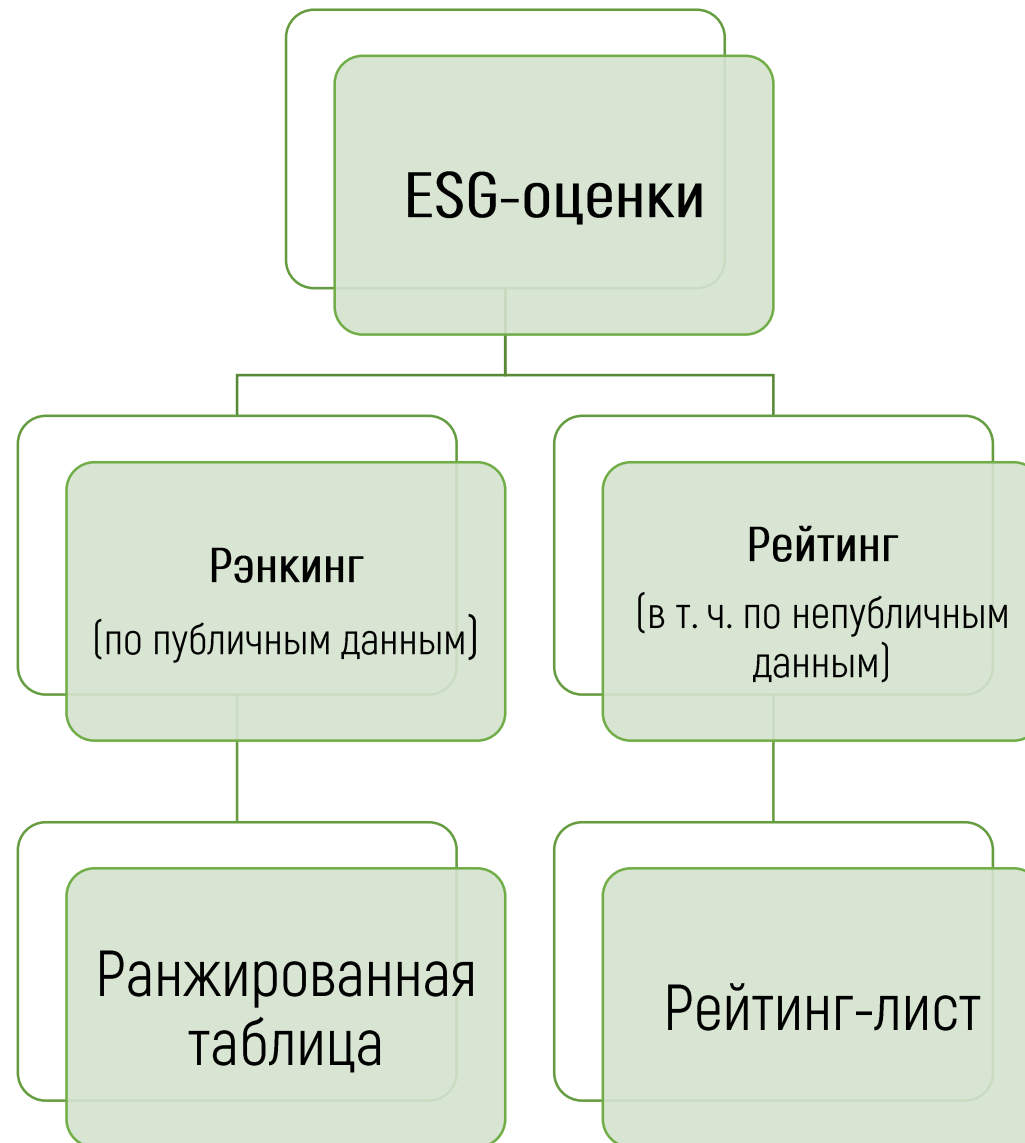 ESG-оценки
Рэнкинг
(по публичным данным)
Рейтинг
(в т. ч. по непубличным
данным)
Ранжированная
таблица
Рейтинг-лист